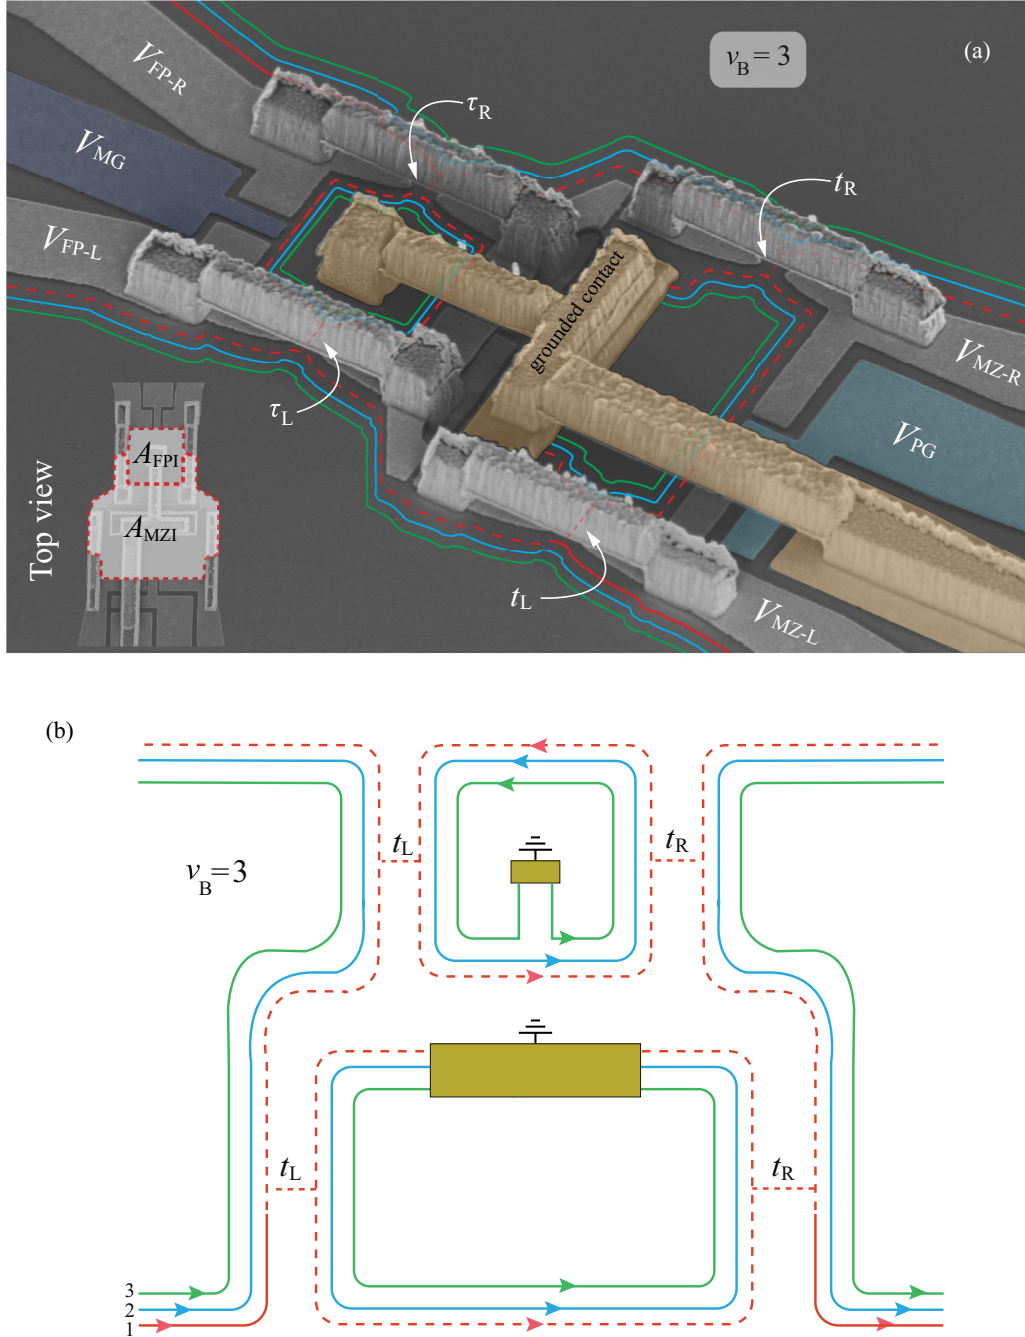 (a)
ν_B = 3
V_FP-R
τ_R
V_MG
t_R
V_FP-L
grounded contact
V_MZ-R
τ_L
V_PG
A_FPI
Top view
A_MZI
t_L
V_MZ-L
(b)
t_L
t_R
ν_B = 3
t_L
t_R
3
2
1